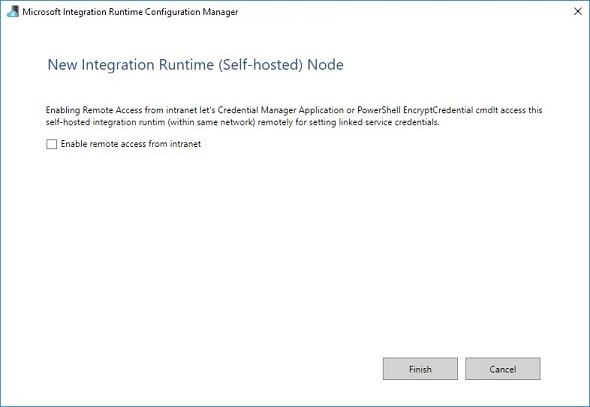 Microsoft Integration Runtime Configuration Manager
New Integration Runtime (Self-hosted) Node
Enabling Remote Access from intranet let's Credential Manager Application or PowerShell EncryptCredential cmdlt access this
self-hosted integration runtim (within same network) remotely for setting linked service credentials.
Enable remote access from intranet
Finish Cancel